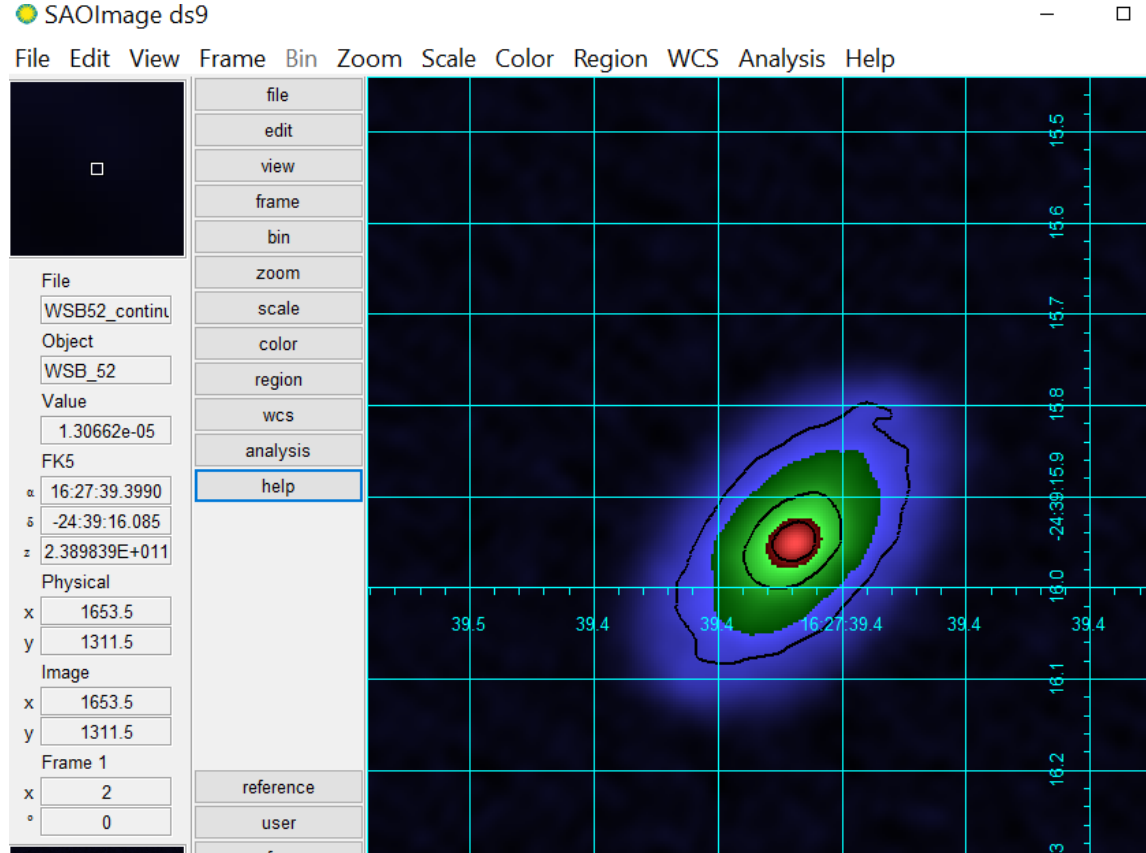 SAOImage ds9
File Edit View Frame Bin Zoom Scale Color Region WCS Analysis Help
file
edit
view
frame
bin
zoom
scale
color
region
wcs
analysis
help
reference
user
File
WSB52_continu
Object
WSB_52
Value
1.30662e-05
FK5
α 16:27:39.3990
δ -24:39:16.085
z 2.389839E+011
Physical
x 1653.5
y 1311.5
Image
x 1653.5
y 1311.5
Frame 1
x 2
° 0
15.5
15.6
15.7
15.8
-24:39:15.9
16.0
39.5 39.4 39.4 16:27:39.4 39.4 39.4
16.1
16.2